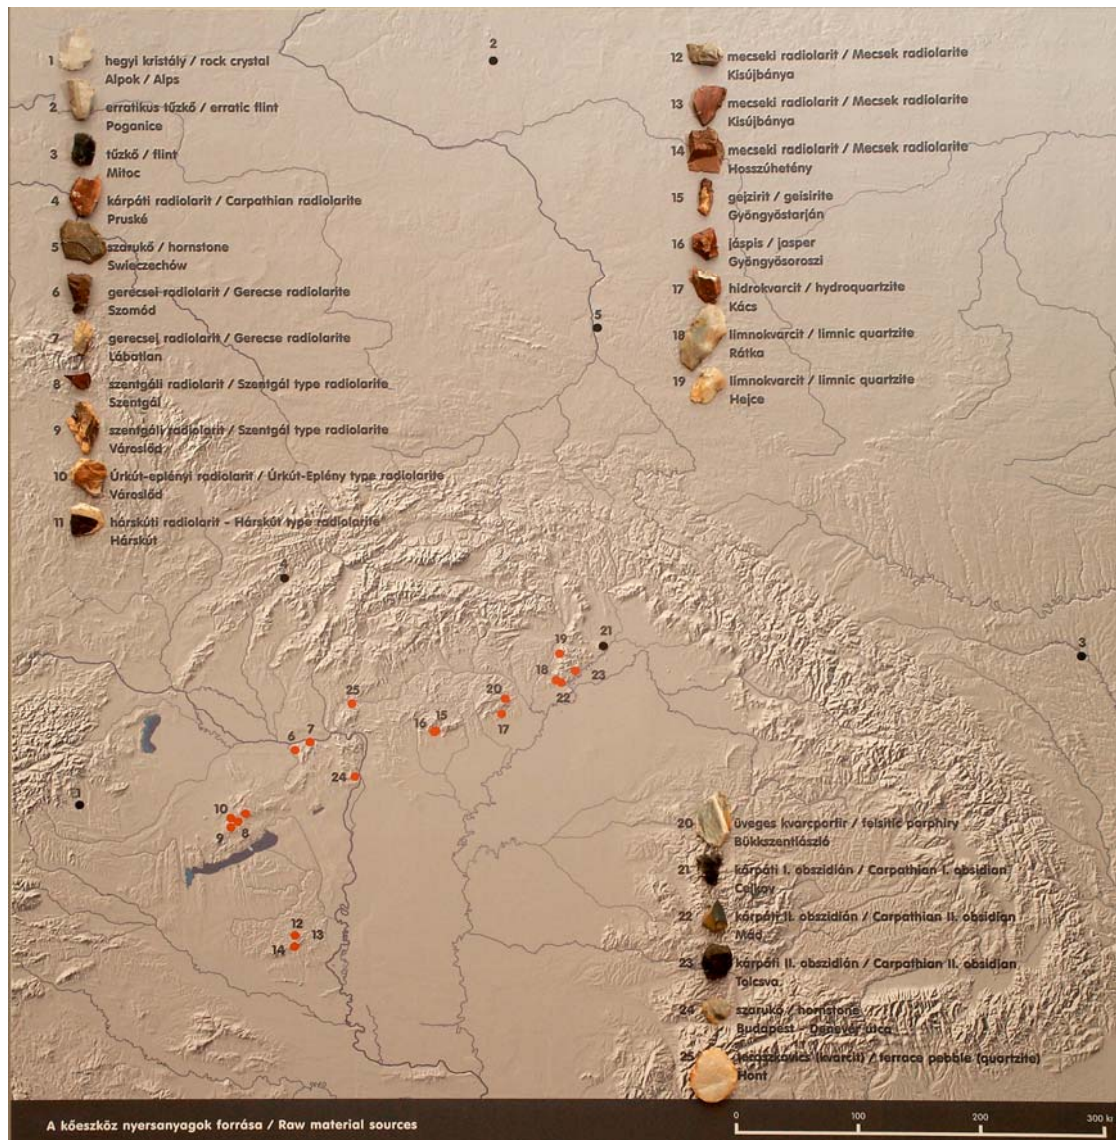 1 hegyi kristály / rock crystal
Alpok / Alps
2 erratikus tűzkő / erratic flint
Poganice
3 tűzkő / flint
Mitoc
4 kárpáti radiolarit / Carpathian radiolarite
Pruské
5 szarukő / hornstone
Swieczechów
6 gerecsei radiolarit / Gerecse radiolarite
Szomód
7 gerecsei radiolarit / Gerecse radiolarite
Lábatlan
8 szentgáli radiolarit / Szentgál type radiolarite
Szentgál
9 szentgáli radiolarit / Szentgál type radiolarite
Városlőd
10 Úrkút-eplényi radiolarit / Úrkút-Eplény type radiolarite
Városlőd
11 hárskúti radiolarit - Hárskút type radiolarite
Hárskút
2
12 mecseki radiolarit / Mecsek radiolarite
Kisújbánya
13 mecseki radiolarit / Mecsek radiolarite
Kisújbánya
14 mecseki radiolarit / Mecsek radiolarite
Hosszúhetény
15 gejzirit / geisirite
Gyöngyöstarján
16 jáspis / jasper
Gyöngyösoroszi
17 hidrokvarcit / hydroquartzite
Kács
18 limnokvarcit / limnic quartzite
Rátka
19 limnokvarcit / limnic quartzite
Hejce
5
4
21
19
3
18
23
22
20
25
17
16 15
7
6
24
10
9 8
12 13
14
20 üveges kvarcporfir / felsitic porphiry
Bükkszentlászló
21 kárpáti I. obszidián / Carpathian I. obsidian
Cejkov
22 kárpáti II. obszidián / Carpathian II. obsidian
Mád
23 kárpáti II. obszidián / Carpathian II. obsidian
Tolcsva
24 szarukő / hornstone
Budapest - Denevér utca
25 teraszkavics (kvarcit) / terrace pebble (quartzite)
Hont
A kőeszköz nyersanyagok forrása / Raw material sources
0 100 200 300